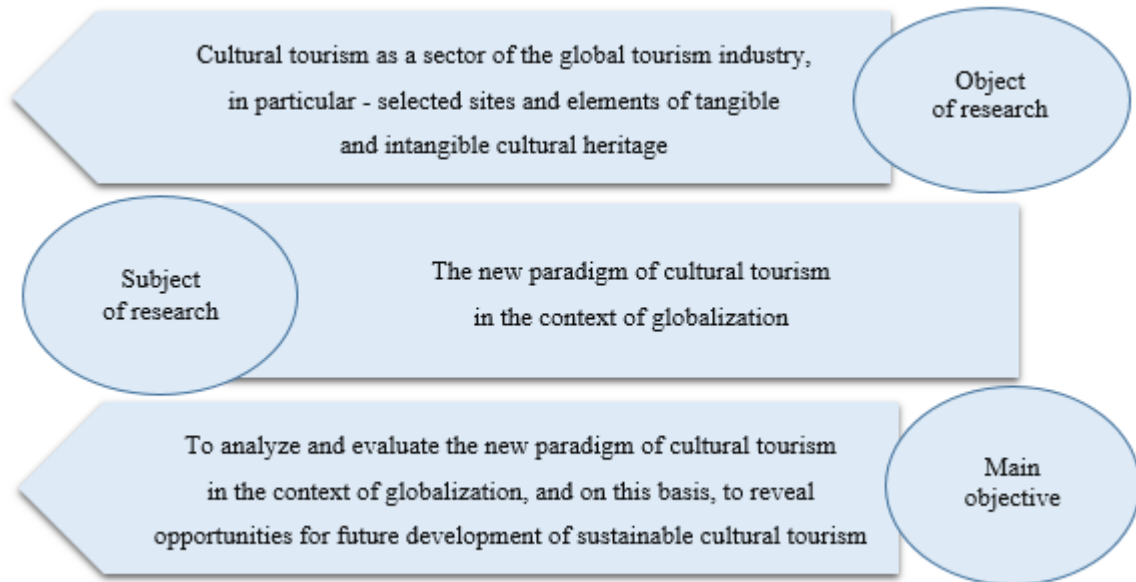 Cultural tourism as a sector of the global tourism industry,
in particular - selected sites and elements of tangible
and intangible cultural heritage
Object
of research
Subject
of research
The new paradigm of cultural tourism
in the context of globalization
To analyze and evaluate the new paradigm of cultural tourism
in the context of globalization, and on this basis, to reveal
opportunities for future development of sustainable cultural tourism
Main
objective